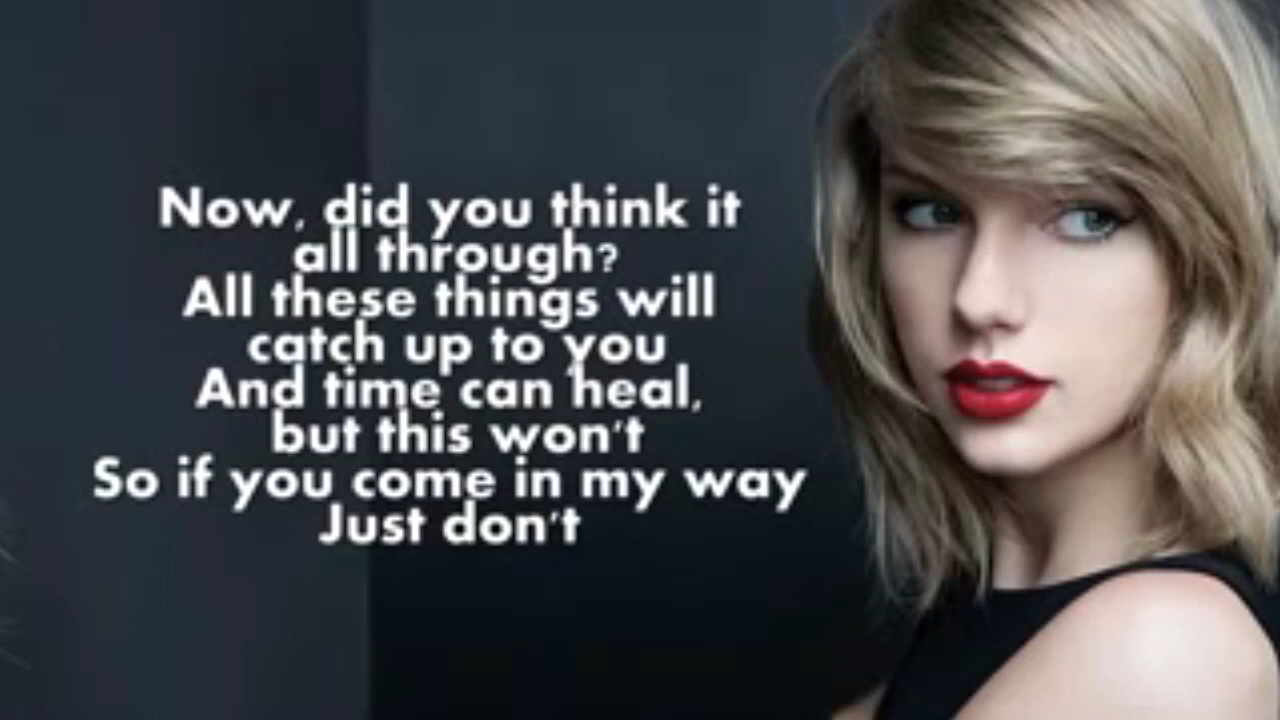 Now, did you think it
all through?
All these things will
catch up to you
And time can heal,
but this won't
So if you come in my way
Just don't